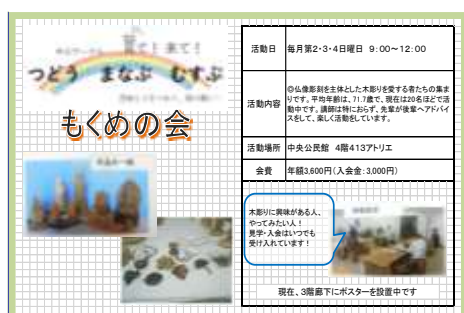 見て！来て！
つどう まなぶ むすぶ
もくめの会
活動日 毎月第2・3・4日曜日 9:00～12:00
活動内容
◎仏像彫刻を主体とした木彫りを愛する者たちの集ま
りです。平均年齢は、71.7歳で、現在は20名ほどで活
動中です。講師は特におらず、先輩が後輩へアドバイ
スをして、楽しく活動をしています。
活動場所 中央公民館 4階413アトリエ
会費 年額3,600円(入会金:3,000円)
木彫りに興味がある人、
やってみたい人！
見学・入会はいつでも
受け入れています！
現在、3階廊下にポスターを設置中です